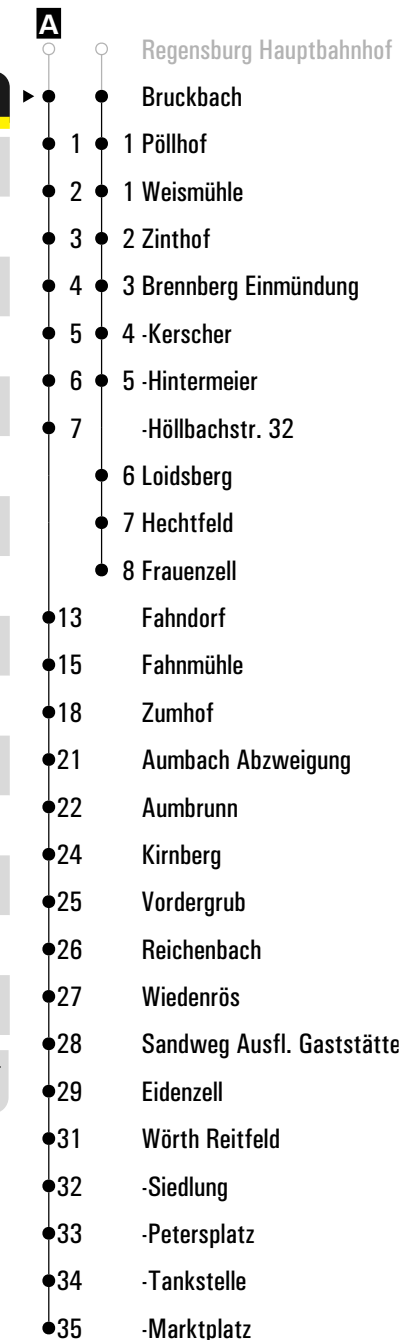 A
Regensburg Hauptbahnhof
Bruckbach
1 1 Pöllhof
2 1 Weismühle
3 2 Zinthof
4 3 Brennberg Einmündung
5 4 -Kerscher
6 5 -Hintermeier
7 -Höllbachstr. 32
6 Loidsberg
7 Hechtfeld
8 Frauenzell
13 Fahndorf
15 Fahnmühle
18 Zumhof
21 Aumbach Abzweigung
22 Aumbrunn
24 Kirnberg
25 Vordergrub
26 Reichenbach
27 Wiedenrös
28 Sandweg Ausfl. Gaststätte
29 Eidenzell
31 Wörth Reitfeld
32 -Siedlung
33 -Petersplatz
34 -Tankstelle
35 -Marktplatz